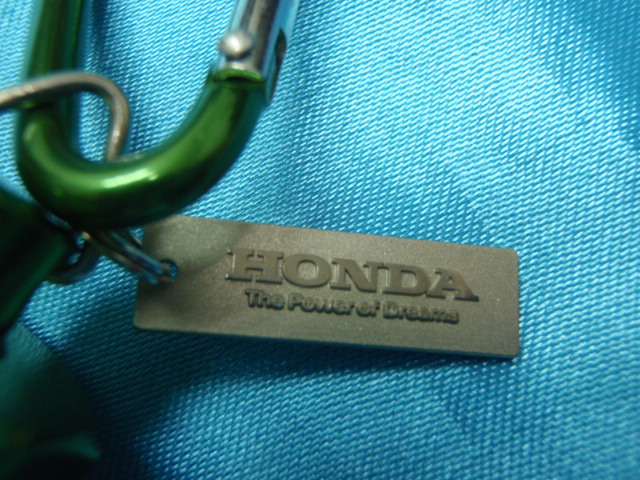 HONDA
The Power of Dreams